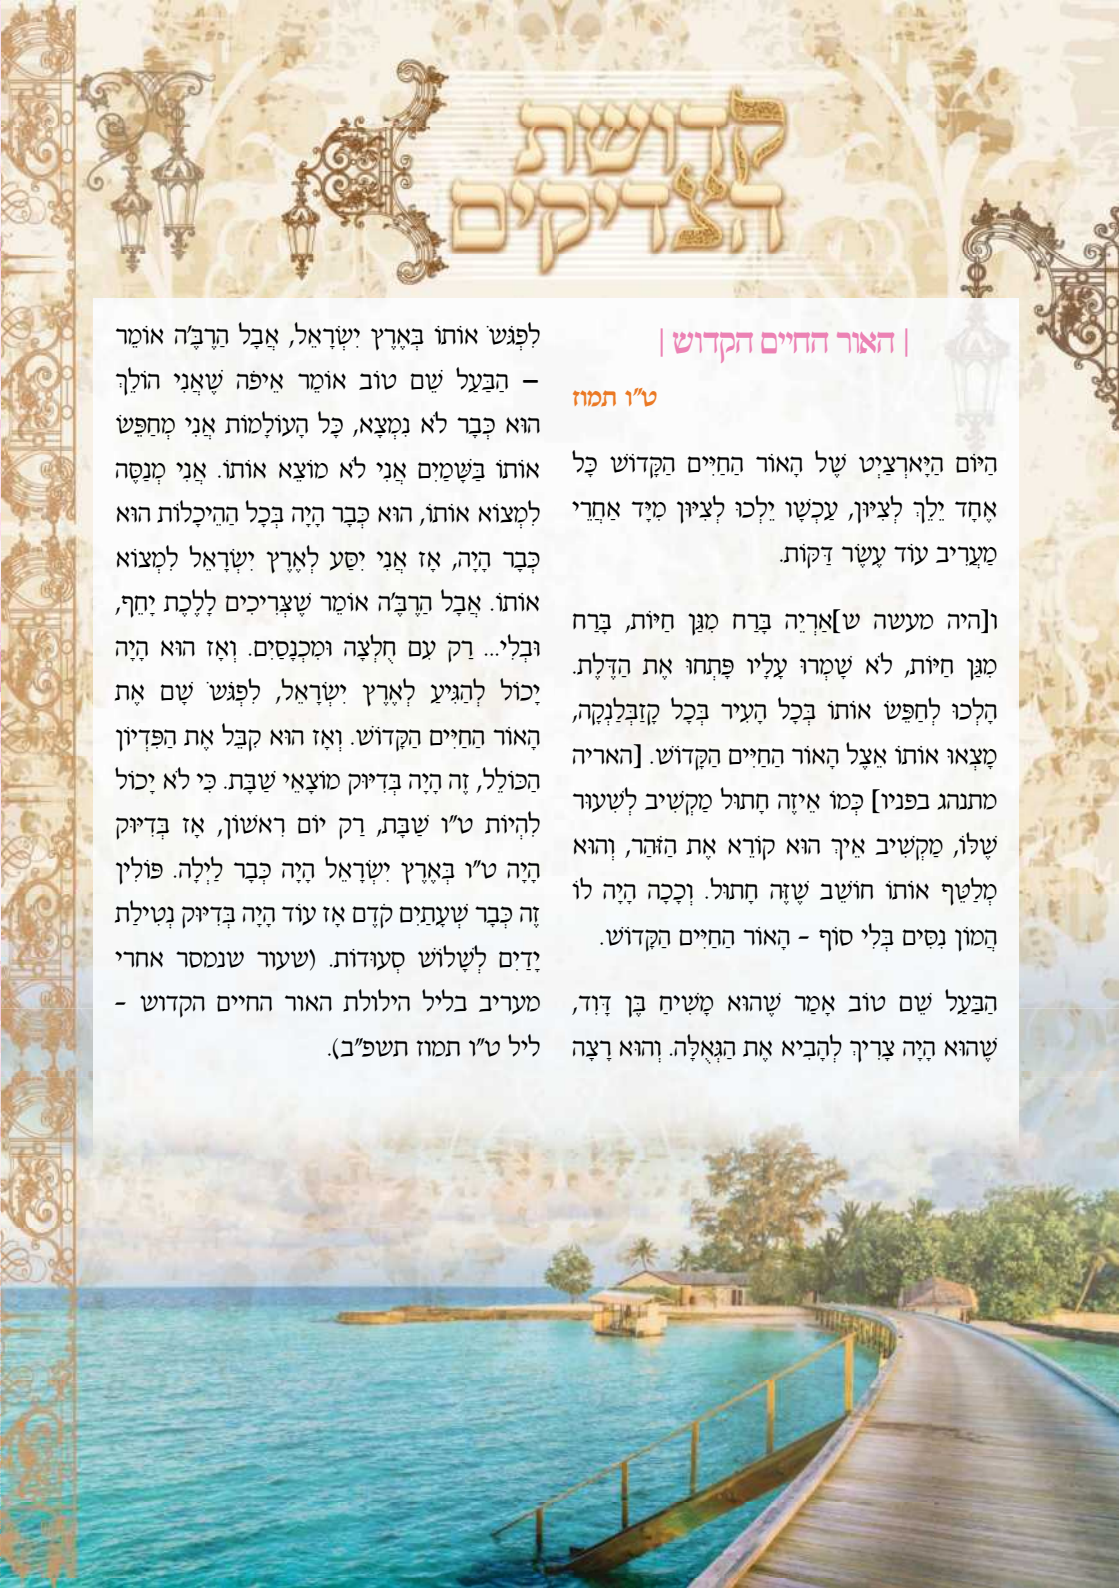 קדושת
הצדיקים
| האור החיים הקדוש |
ט"ו תמוז
הַיּוֹם הַיָּארְצַיְיט שֶׁל הָאוֹר הַחַיִּים הַקָּדוֹשׁ כָּל
אֶחָד יֵלֵךְ לְצִיּוּן, עַכְשָׁו יֵלְכוּ לְצִיּוּן מִיָּד אַחֲרֵי
מַעֲרִיב עוֹד עֶשֶׂר דַּקּוֹת.
ו[היה מעשה ש]אַרְיֵה בָּרַח מִגַּן חַיּוֹת, בָּרַח
מִגַּן חַיּוֹת, לֹא שָׁמְרוּ עָלָיו פָּתְחוּ אֶת הַדֶּלֶת.
הָלְכוּ לְחַפֵּשׂ אוֹתוֹ בְּכָל הָעִיר בְּכָל קָזַבְּלַנְקָה,
מָצְאוּ אוֹתוֹ אֵצֶל הָאוֹר הַחַיִּים הַקָּדוֹשׁ. [האריה
מתנהג בפניו] כְּמוֹ אֵיזֶה חָתוּל מַקְשִׁיב לְשִׁעוּר
שֶׁלּוֹ, מַקְשִׁיב אֵיךְ הוּא קוֹרֵא אֶת הַזֹּהַר, וְהוּא
מְלַטֵּף אוֹתוֹ חוֹשֵׁב שֶׁזֶּה חָתוּל. וְכָכָה הָיָה לוֹ
הֲמוֹן נִסִּים בְּלִי סוֹף - הָאוֹר הַחַיִּים הַקָּדוֹשׁ.
הַבַּעַל שֵׁם טוֹב אָמַר שֶׁהוּא מָשִׁיחַ בֶּן דָּוִד,
שֶׁהוּא הָיָה צָרִיךְ לְהָבִיא אֶת הַגְּאֻלָּה. וְהוּא רָצָה
לִפְגֹּשׁ אוֹתוֹ בְּאֶרֶץ יִשְׂרָאֵל, אֲבָל הַרֶבֶּ'ה אוֹמֵר
– הַבַּעַל שֵׁם טוֹב אוֹמֵר אֵיפֹה שֶׁאֲנִי הוֹלֵךְ
הוּא כְּבָר לֹא נִמְצָא, כָּל הָעוֹלָמוֹת אֲנִי מְחַפֵּשׂ
אוֹתוֹ בַּשָּׁמַיִם אֲנִי לֹא מוֹצֵא אוֹתוֹ. אֲנִי מְנַסֶּה
לִמְצוֹא אוֹתוֹ, הוּא כְּבָר הָיָה בְּכָל הַהֵיכָלוֹת הוּא
כְּבָר הָיָה, אָז אֲנִי יִסַּע לְאֶרֶץ יִשְׂרָאֵל לִמְצוֹא
אוֹתוֹ. אֲבָל הַרֶבֶּ'ה אוֹמֵר שֶׁצְּרִיכִים לָלֶכֶת יָחֵף,
וּבְלִי... רַק עִם חֻלְצָה וּמִכְנָסַיִם. וְאָז הוּא הָיָה
יָכוֹל לְהַגִּיעַ לְאֶרֶץ יִשְׂרָאֵל, לִפְגֹּשׁ שָׁם אֶת
הָאוֹר הַחַיִּים הַקָּדוֹשׁ. וְאָז הוּא קִבֵּל אֶת הַפִּדְיוֹן
הַכּוֹלֵל, זֶה הָיָה בְּדִיּוּק מוֹצָאֵי שַׁבָּת. כִּי לֹא יָכוֹל
לִהְיוֹת ט"ו שַׁבָּת, רַק יוֹם רִאשׁוֹן, אָז בְּדִיּוּק
הָיָה ט"ו בְּאֶרֶץ יִשְׂרָאֵל הָיָה כְּבָר לַיְלָה. פּוֹלִין
זֶה כְּבָר שְׁעָתַיִם קֹדֶם אָז עוֹד הָיָה בְּדִיּוּק נְטִילַת
יָדַיִם לְשָׁלוֹשׁ סְעוּדוֹת. (שעור שנמסר אחרי
מעריב בליל הילולת האור החיים הקדוש -
ליל ט"ו תמוז תשפ"ב).